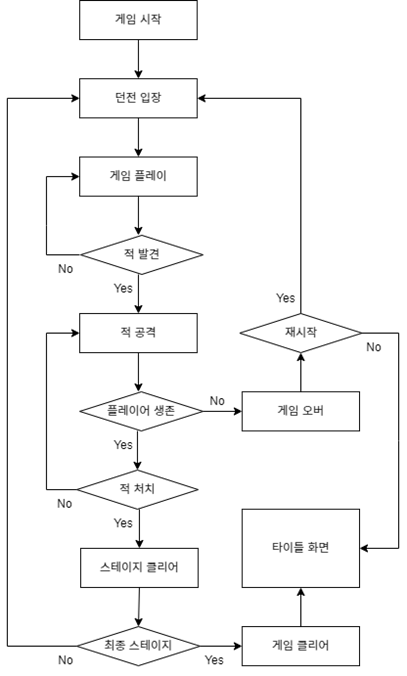 게임 시작
던전 입장
게임 플레이
적 발견
No
Yes
적 공격
Yes
재시작
No
플레이어 생존
No
게임 오버
Yes
적 처치
No
Yes
스테이지 클리어
타이틀 화면
최종 스테이지
No
Yes
게임 클리어